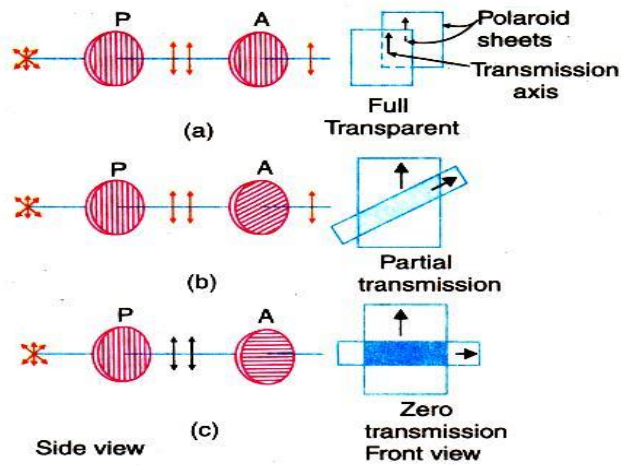 P
A
Polaroid
sheets
Transmission
axis
(a)
Full
Transparent
P
A
(b)
Partial
transmission
P
A
(c)
Zero
transmission
Side view
Front view